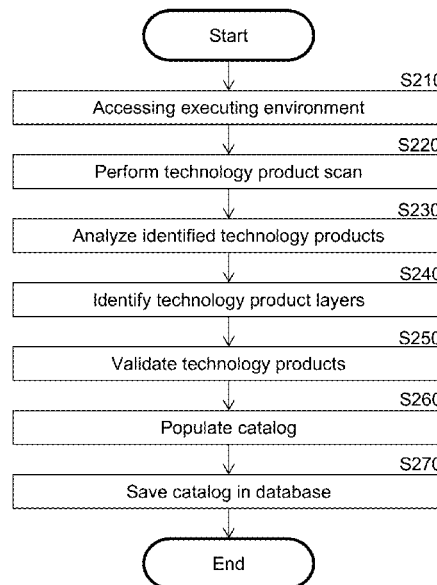 Start
S210
Accessing executing environment
S220
Perform technology product scan
S230
Analyze identified technology products
S240
Identify technology product layers
S250
Validate technology products
S260
Populate catalog
S270
Save catalog in database
End